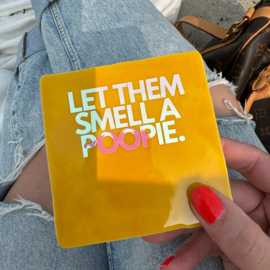 LET THEM
SMELL A
POOPIE.